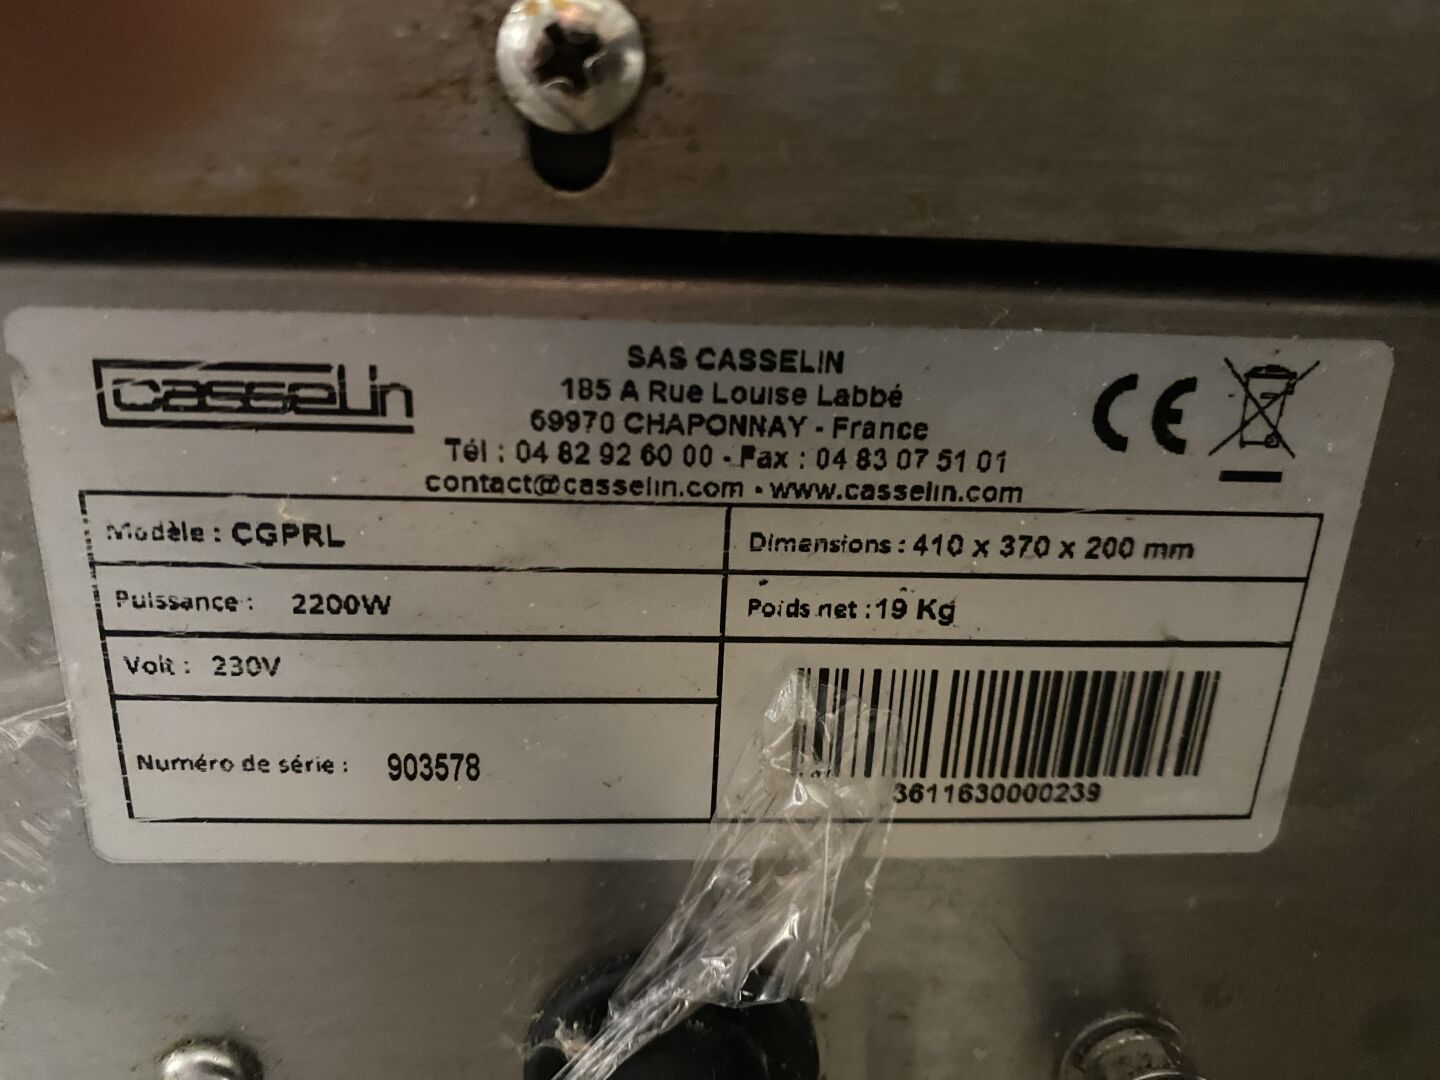 casselin
SAS CASSELIN
185 A Rue Louise Labbé
69970 CHAPONNAY - France
Tél : 04 82 92 60 00 - Fax : 04 83 07 51 01
contact@casselin.com - www.casselin.com
CE
Modèle : CGPRL
Dimensions : 410 x 370 x 200 mm
Puissance : 2200W
Poids net : 19 Kg
Volt : 230V
Numéro de série : 903578
3611630000239